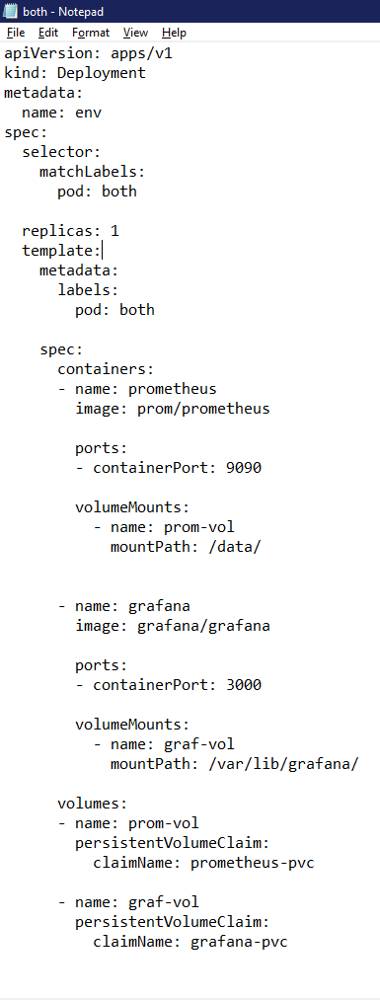 both - Notepad
File Edit Format View Help
apiVersion: apps/v1
kind: Deployment
metadata:
  name: env
spec:
  selector:
    matchLabels:
      pod: both

  replicas: 1
  template:
    metadata:
      labels:
        pod: both

    spec:
      containers:
      - name: prometheus
        image: prom/prometheus

        ports:
        - containerPort: 9090

        volumeMounts:
          - name: prom-vol
            mountPath: /data/


      - name: grafana
        image: grafana/grafana

        ports:
        - containerPort: 3000

        volumeMounts:
          - name: graf-vol
            mountPath: /var/lib/grafana/

      volumes:
      - name: prom-vol
        persistentVolumeClaim:
          claimName: prometheus-pvc

      - name: graf-vol
        persistentVolumeClaim:
          claimName: grafana-pvc